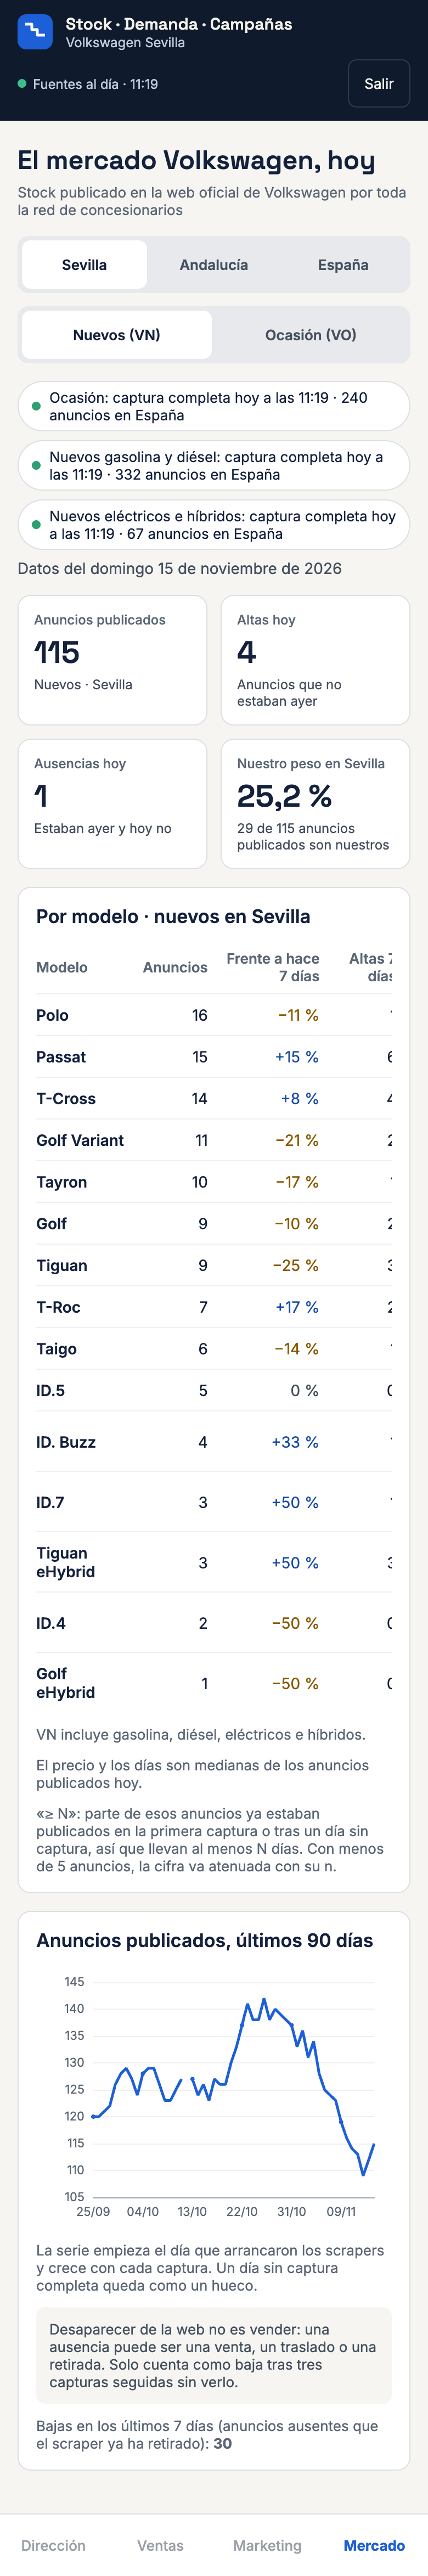 Stock · Demanda · Campañas
Volkswagen Sevilla
Fuentes al día · 11:19
Salir
El mercado Volkswagen, hoy
Stock publicado en la web oficial de Volkswagen por toda
la red de concesionarios
Sevilla Andalucía España
Nuevos (VN) Ocasión (VO)
Ocasión: captura completa hoy a las 11:19 · 240
anuncios en España
Nuevos gasolina y diésel: captura completa hoy a
las 11:19 · 332 anuncios en España
Nuevos eléctricos e híbridos: captura completa hoy
a las 11:19 · 67 anuncios en España
Datos del domingo 15 de noviembre de 2026
Anuncios publicados
115
Nuevos · Sevilla
Altas hoy
4
Anuncios que no
estaban ayer
Ausencias hoy
1
Estaban ayer y hoy no
Nuestro peso en Sevilla
25,2 %
29 de 115 anuncios
publicados son nuestros
Por modelo · nuevos en Sevilla
Modelo Anuncios Frente a hace
7 días
Altas 7
días
Polo 16 −11 %
Passat 15 +15 % 6
T-Cross 14 +8 % 4
Golf Variant 11 −21 % 2
Tayron 10 −17 %
Golf 9 −10 % 2
Tiguan 9 −25 % 3
T-Roc 7 +17 % 2
Taigo 6 −14 %
ID.5 5 0 % 0
ID. Buzz 4 +33 %
ID.7 3 +50 %
Tiguan
eHybrid 3 +50 % 3
ID.4 2 −50 % 0
Golf
eHybrid 1 −50 % 0
VN incluye gasolina, diésel, eléctricos e híbridos.
El precio y los días son medianas de los anuncios
publicados hoy.
«≥ N»: parte de esos anuncios ya estaban
publicados en la primera captura o tras un día sin
captura, así que llevan al menos N días. Con menos
de 5 anuncios, la cifra va atenuada con su n.
Anuncios publicados, últimos 90 días
145
140
135
130
125
120
115
110
105
25/09 04/10 13/10 22/10 31/10 09/11
La serie empieza el día que arrancaron los scrapers
y crece con cada captura. Un día sin captura
completa queda como un hueco.
Desaparecer de la web no es vender: una
ausencia puede ser una venta, un traslado o una
retirada. Solo cuenta como baja tras tres
capturas seguidas sin verlo.
Bajas en los últimos 7 días (anuncios ausentes que
el scraper ya ha retirado): 30
Dirección Ventas Marketing Mercado